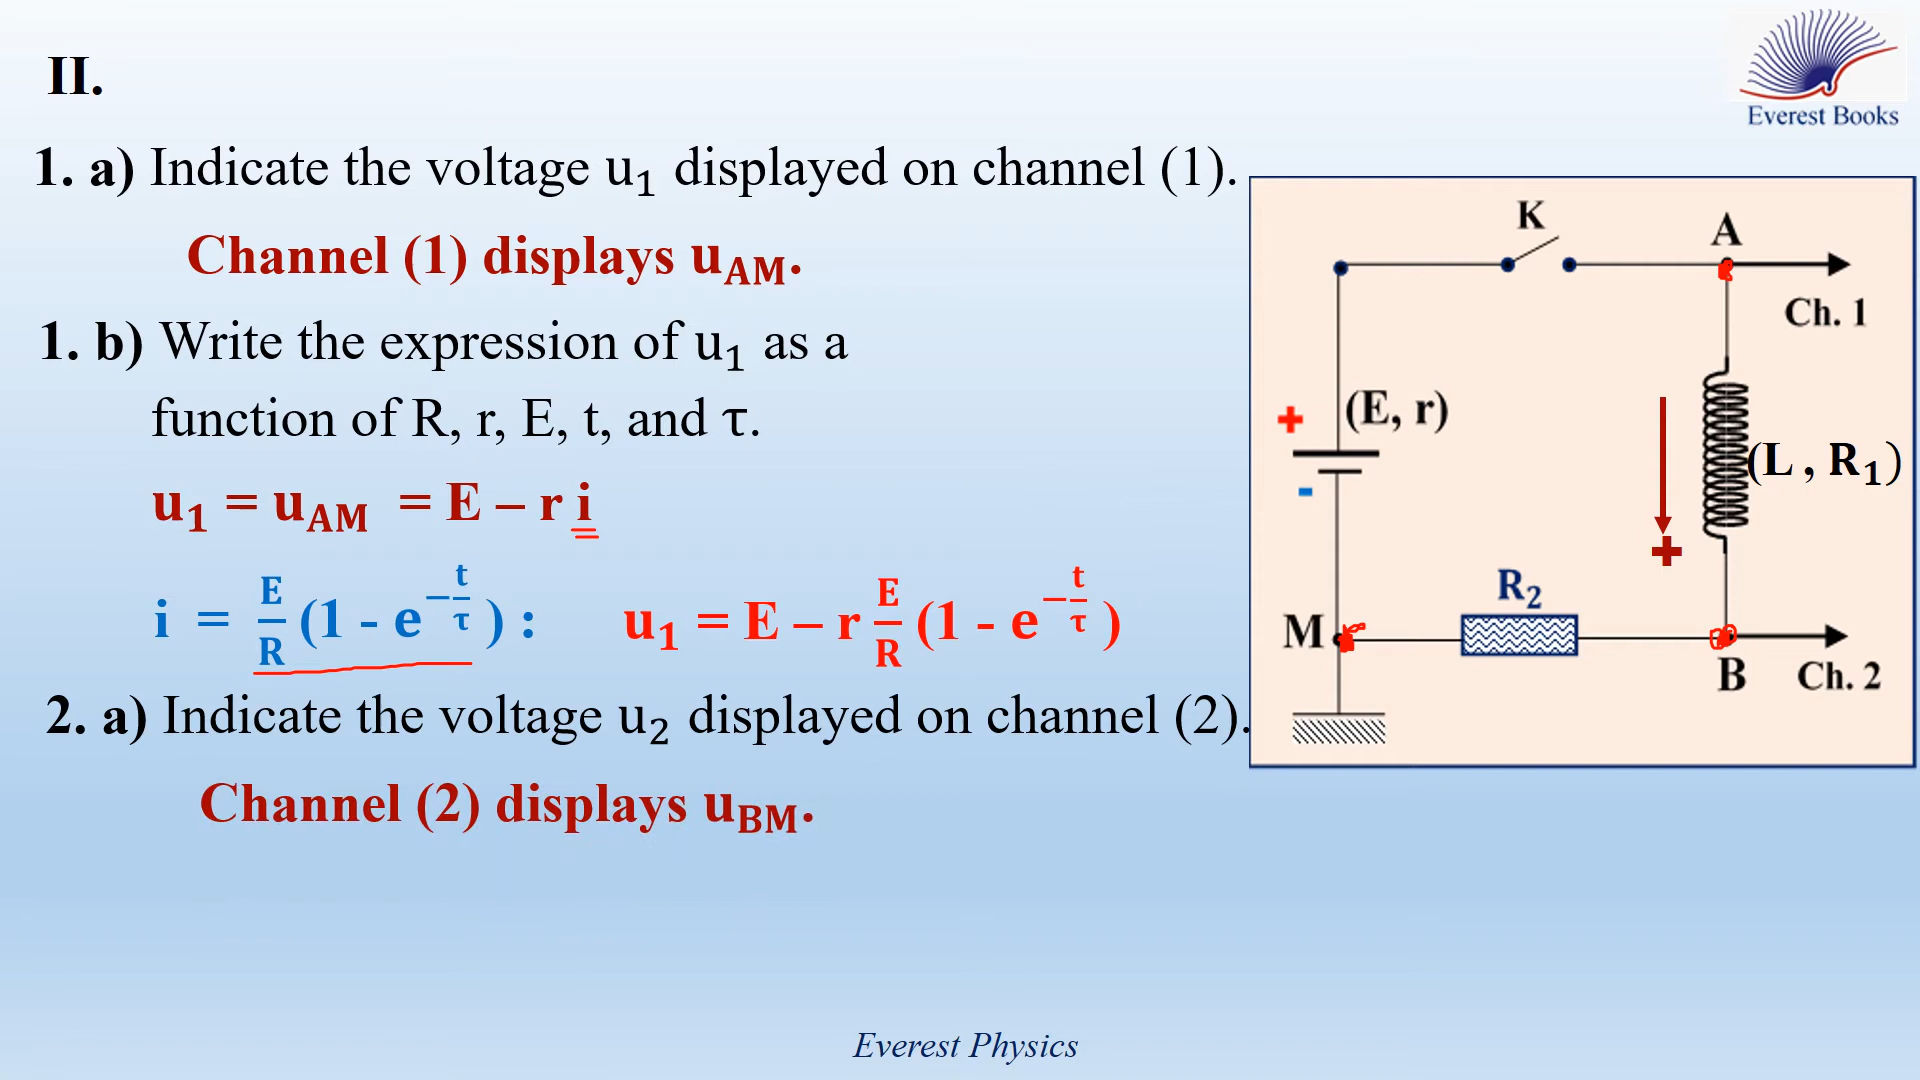 II.
Everest Books
1. a) Indicate the voltage u₁ displayed on channel (1).
Channel (1) displays u_AM.
1. b) Write the expression of u₁ as a
function of R, r, E, t, and τ.
u₁ = u_AM = E – r i
i = E/R (1 - e^(−t/τ)) : u₁ = E – r E/R (1 - e^(−t/τ))
2. a) Indicate the voltage u₂ displayed on channel (2).
Channel (2) displays u_BM.
K
A
Ch. 1
+
(E, r)
-
(L , R₁)
+
R₂
M
B
Ch. 2
Everest Physics